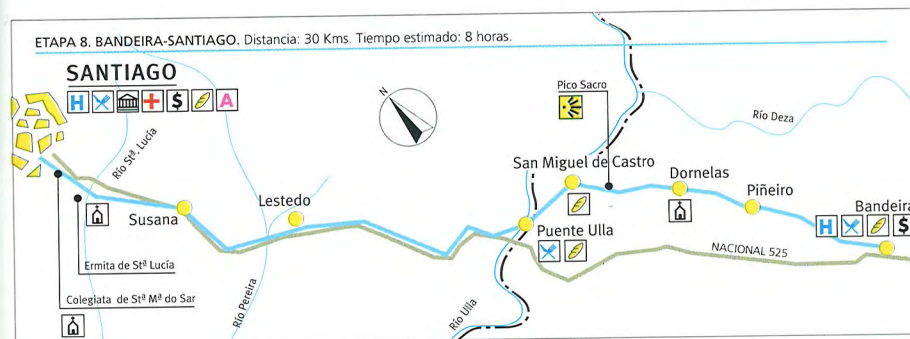 ETAPA 8. BANDEIRA-SANTIAGO. Distancia: 30 Kms. Tiempo estimado: 8 horas.
SANTIAGO
H $ A
N
Pico Sacro
Río Deza
Río Stª. Lucía
San Miguel de Castro
Dornelas
Piñeiro
Lestedo
Susana
Bandeira
H $
Puente Ulla
NACIONAL 525
Ermita de Stª Lucía
Colegiata de Stª Mª do Sar
Río Pereira
Río Ulla